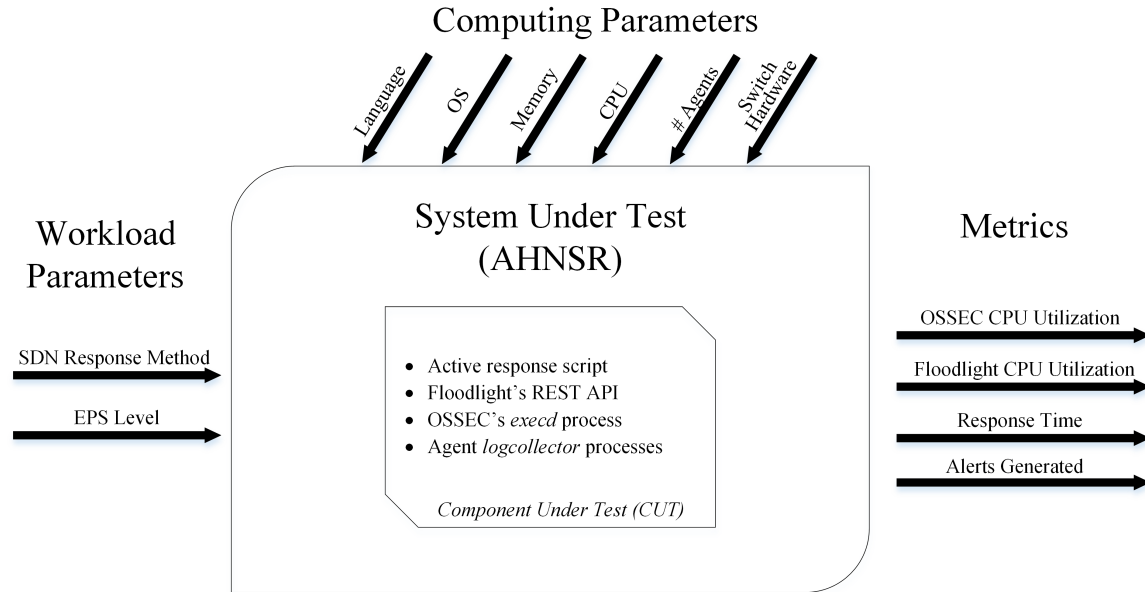 Computing Parameters
Language
OS
Memory
CPU
# Agents
Switch
Hardware
System Under Test
(AHNSR)
Workload
Parameters
SDN Response Method
EPS Level
• Active response script
• Floodlight's REST API
• OSSEC's execd process
• Agent logcollector processes
Component Under Test (CUT)
Metrics
OSSEC CPU Utilization
Floodlight CPU Utilization
Response Time
Alerts Generated